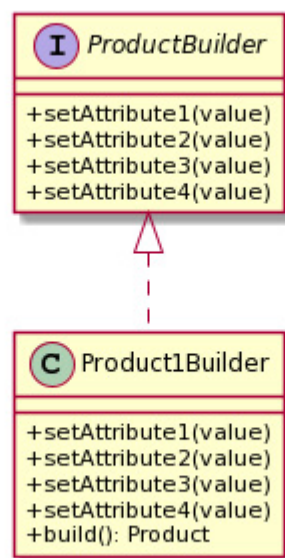 I ProductBuilder
+setAttribute1(value)
+setAttribute2(value)
+setAttribute3(value)
+setAttribute4(value)
C Product1Builder
+setAttribute1(value)
+setAttribute2(value)
+setAttribute3(value)
+setAttribute4(value)
+build(): Product